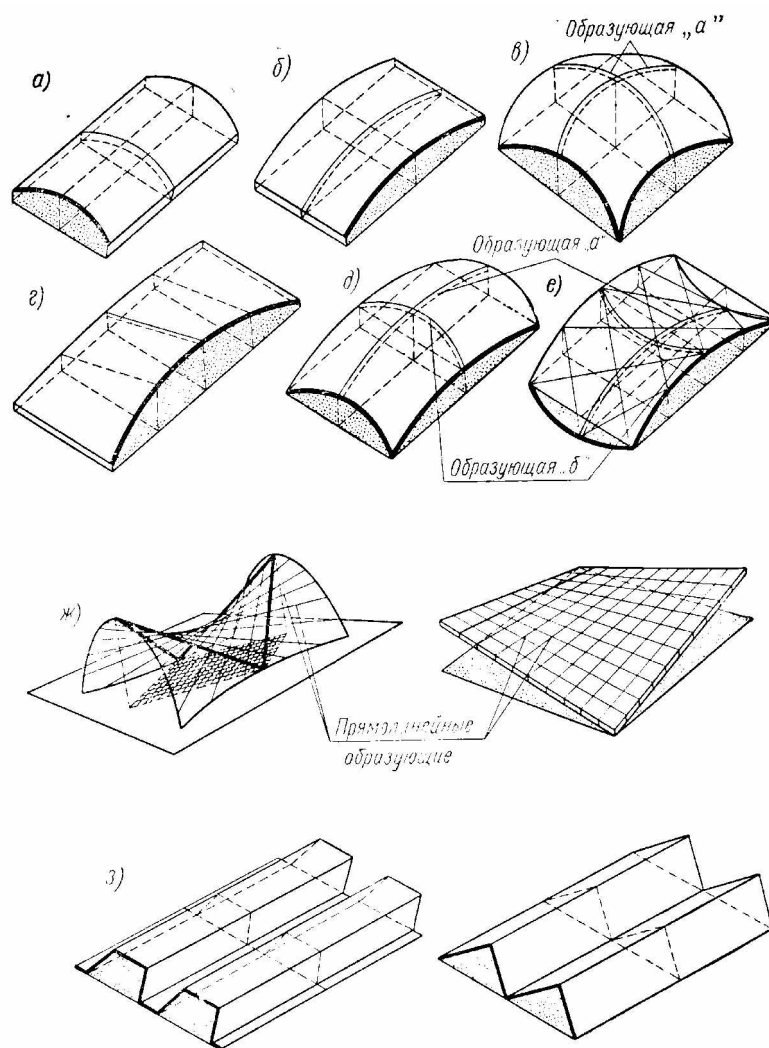 Образующая „а”
а)
б)
в)
Образующая „а”
г)
д)
е)
Образующая „б”
ж)
Прямолинейные
образующие
з)